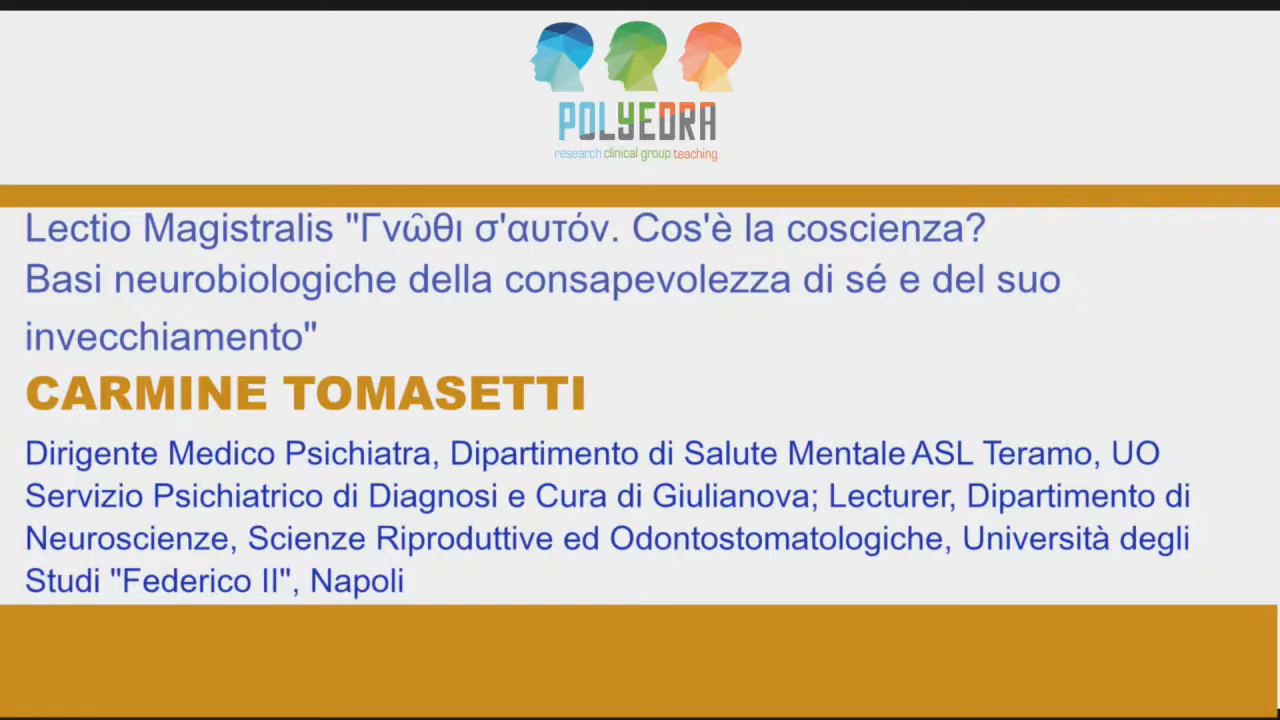 POLYEDRA
research clinical group teaching
Lectio Magistralis "Γνῶθι σ'αυτόν. Cos'è la coscienza?
Basi neurobiologiche della consapevolezza di sé e del suo
invecchiamento"
CARMINE TOMASETTI
Dirigente Medico Psichiatra, Dipartimento di Salute Mentale ASL Teramo, UO
Servizio Psichiatrico di Diagnosi e Cura di Giulianova; Lecturer, Dipartimento di
Neuroscienze, Scienze Riproduttive ed Odontostomatologiche, Università degli
Studi "Federico II", Napoli